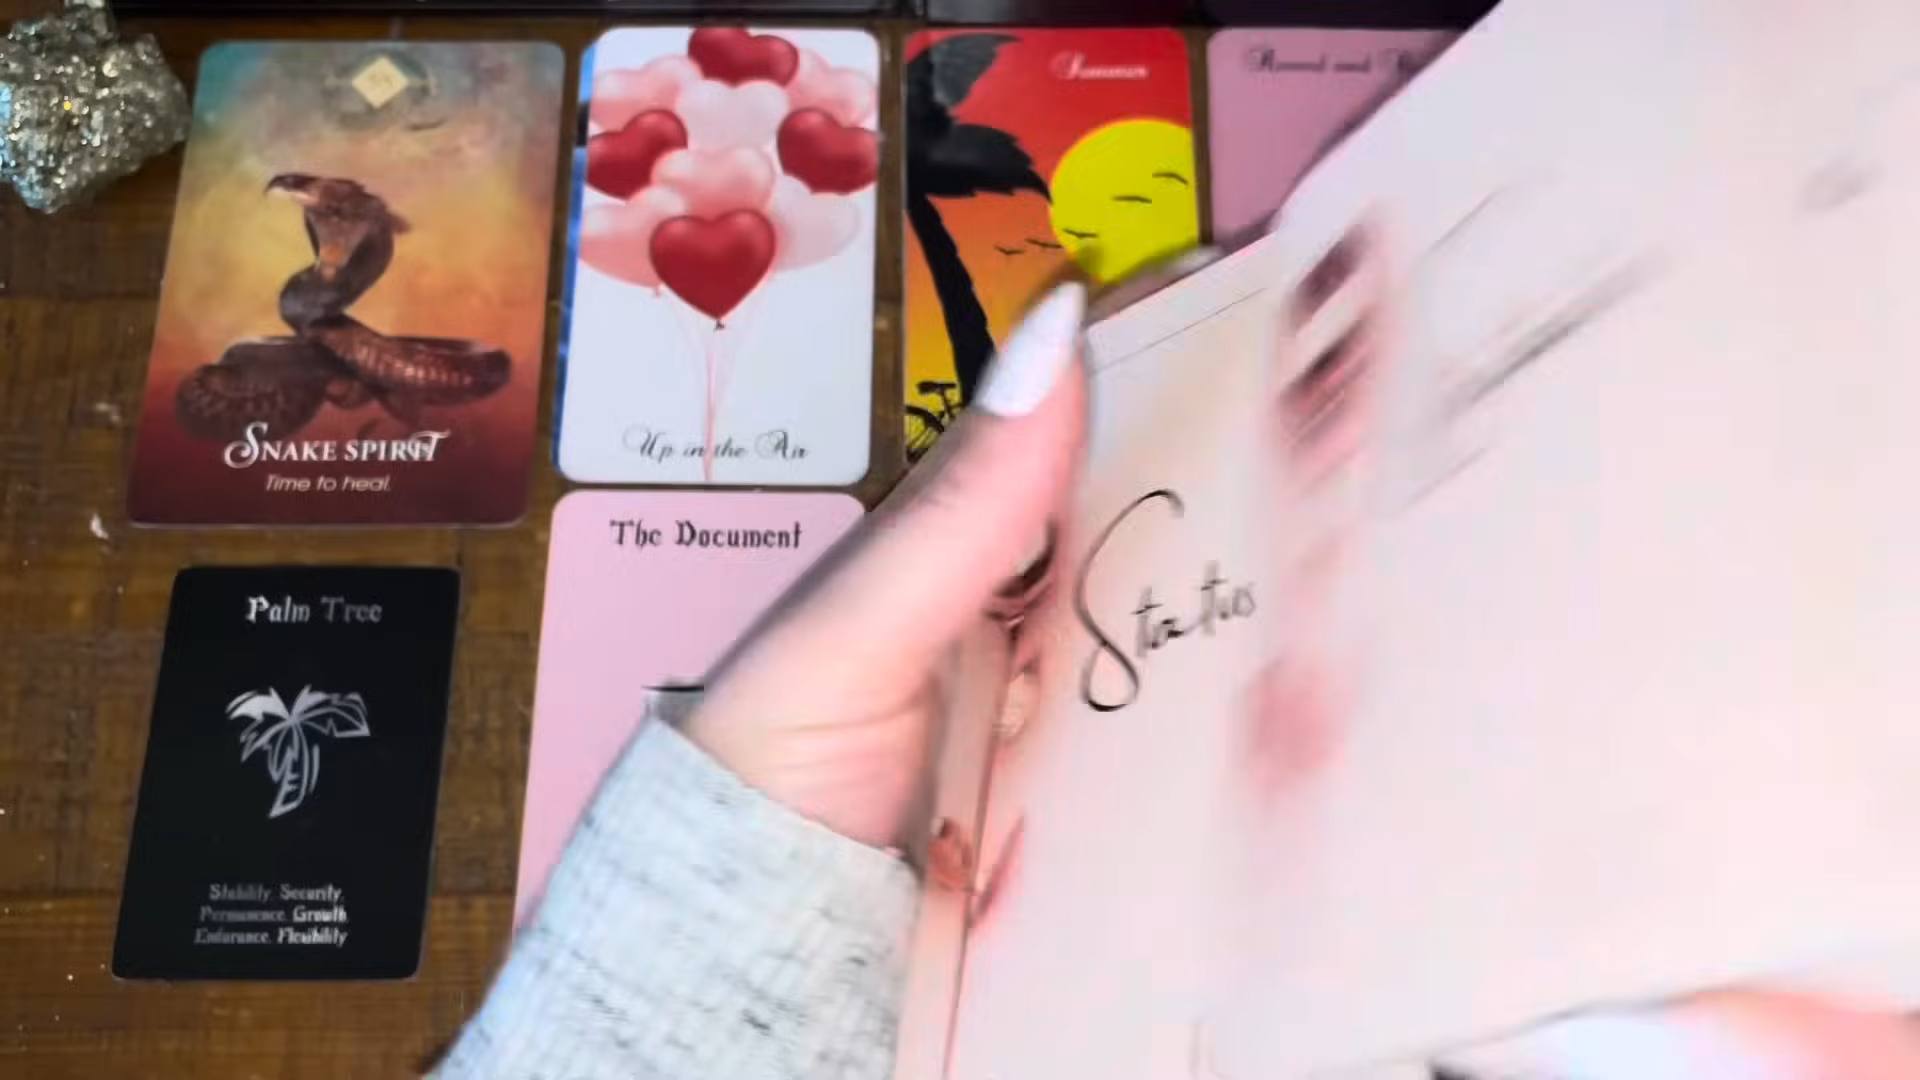 SNAKE SPIRIT
Time to heal.
Up in the Air
Summer
The Document
Palm Tree
Stability. Security.
Permanence. Growth.
Endurance. Flexibility
Status